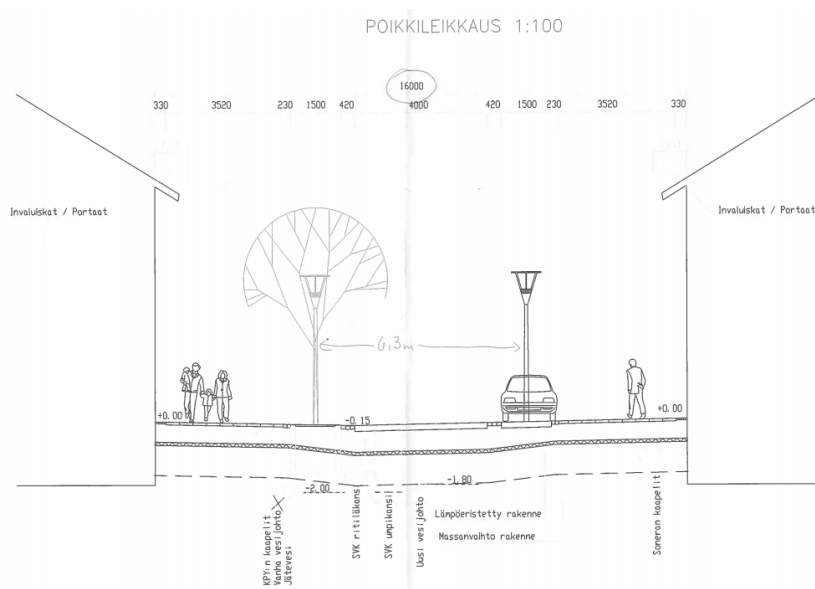 POIKKILEIKKAUS 1:100
16000
330 3520 230 1500 420 4000 420 1500 230 3520 330
Invaluiskat / Portaat
Invaluiskat / Portaat
6,3m
+0.00
-0.15
+0.00
-2.00
-1.80
KPY:n kaapelit
Vanha vesijohto
Jätevesi
SVK ritiläkans
SVK umpikansi
Uusi vesijohto
Lämpöeristetty rakenne
Massanvaihto rakenne
Soneran kaapelit